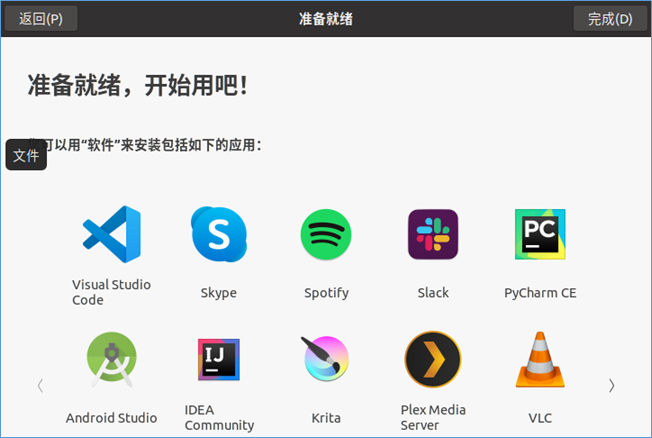 返回(P)
准备就绪
完成(D)
准备就绪，开始用吧！
可以用“软件”来安装包括如下的应用：
文件
Visual Studio
Code
Skype
Spotify
Slack
PyCharm CE
PC
IJ
Android Studio
IDEA
Community
Krita
Plex Media
Server
VLC